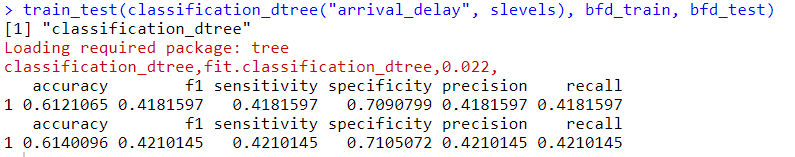 > train_test(classification_dtree("arrival_delay", slevels), bfd_train, bfd_test)
[1] "classification_dtree"
Loading required package: tree
classification_dtree,fit.classification_dtree,0.022,
accuracy f1 sensitivity specificity precision recall
1 0.6121065 0.4181597 0.4181597 0.7090799 0.4181597 0.4181597
accuracy f1 sensitivity specificity precision recall
1 0.6140096 0.4210145 0.4210145 0.7105072 0.4210145 0.4210145